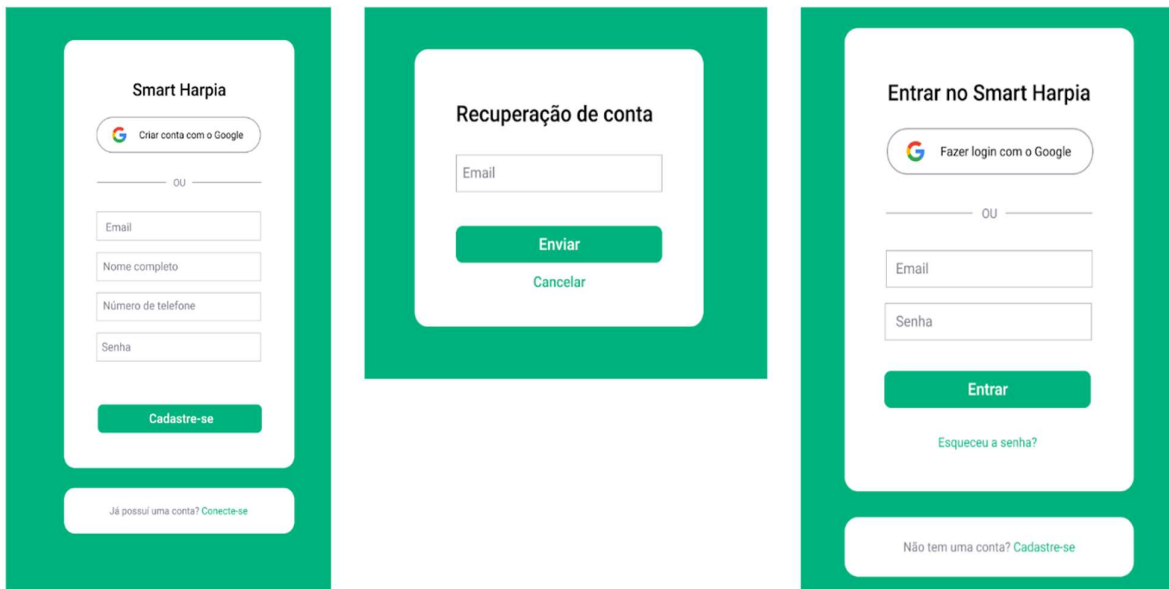 Smart Harpia
Criar conta com o Google
OU
Email
Nome completo
Número de telefone
Senha
Cadastre-se
Já possuí uma conta? Conecte-se
Recuperação de conta
Email
Enviar
Cancelar
Entrar no Smart Harpia
Fazer login com o Google
OU
Email
Senha
Entrar
Esqueceu a senha?
Não tem uma conta? Cadastre-se